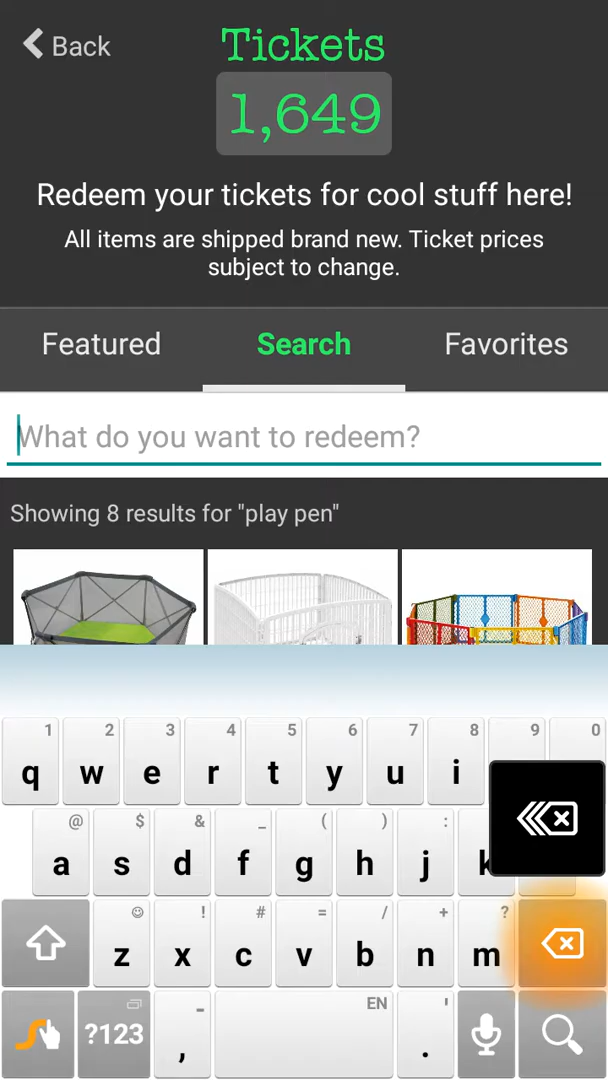 Back
Tickets
1,649
Redeem your tickets for cool stuff here!
All items are shipped brand new. Ticket prices
subject to change.
Featured Search Favorites
What do you want to redeem?
Showing 8 results for "play pen"
1 2 3 4 5 6 7 8 9 0
q w e r t y u i
@ $ & _ ( ) :
a s d f g h j k
! # = / + ?
z x c v b n m
- EN '
?123 , .